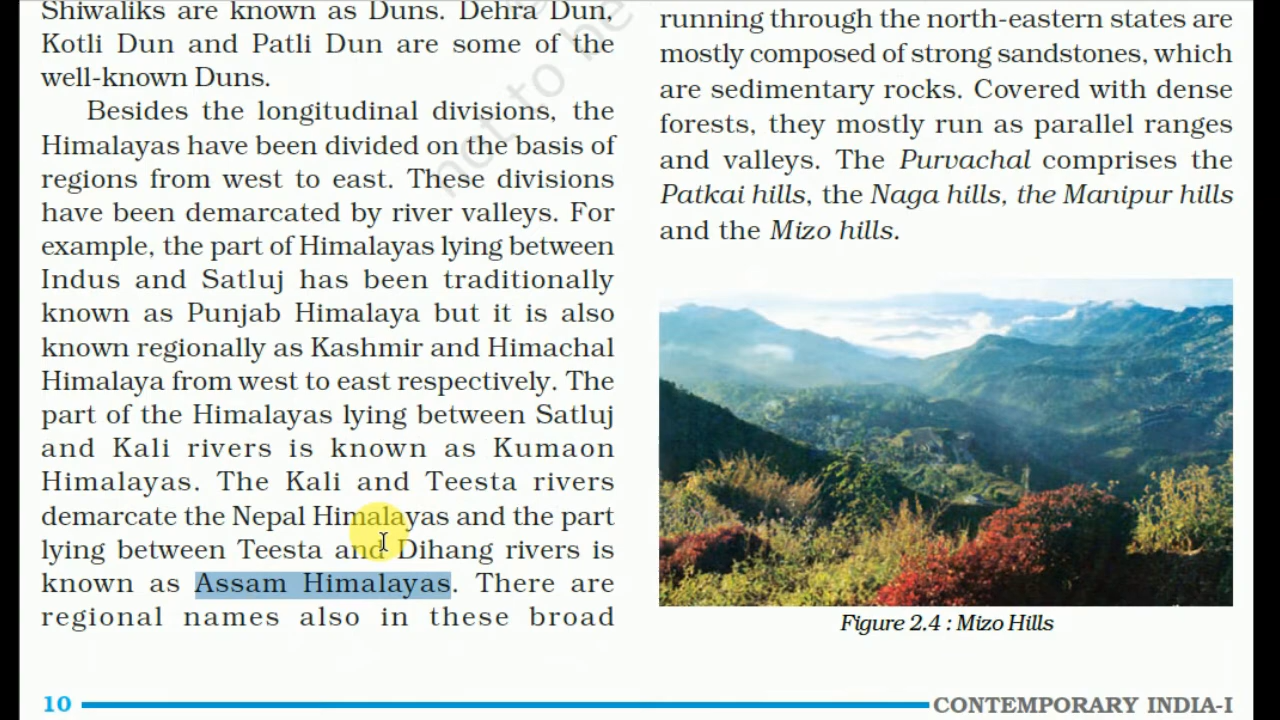 Shiwaliks are known as Duns. Dehra Dun,
Kotli Dun and Patli Dun are some of the
well-known Duns.
Besides the longitudinal divisions, the
Himalayas have been divided on the basis of
regions from west to east. These divisions
have been demarcated by river valleys. For
example, the part of Himalayas lying between
Indus and Satluj has been traditionally
known as Punjab Himalaya but it is also
known regionally as Kashmir and Himachal
Himalaya from west to east respectively. The
part of the Himalayas lying between Satluj
and Kali rivers is known as Kumaon
Himalayas. The Kali and Teesta rivers
demarcate the Nepal Himalayas and the part
lying between Teesta and Dihang rivers is
known as Assam Himalayas. There are
regional names also in these broad
running through the north-eastern states are
mostly composed of strong sandstones, which
are sedimentary rocks. Covered with dense
forests, they mostly run as parallel ranges
and valleys. The Purvachal comprises the
Patkai hills, the Naga hills, the Manipur hills
and the Mizo hills.
Figure 2.4 : Mizo Hills
not to be
10
CONTEMPORARY INDIA-I